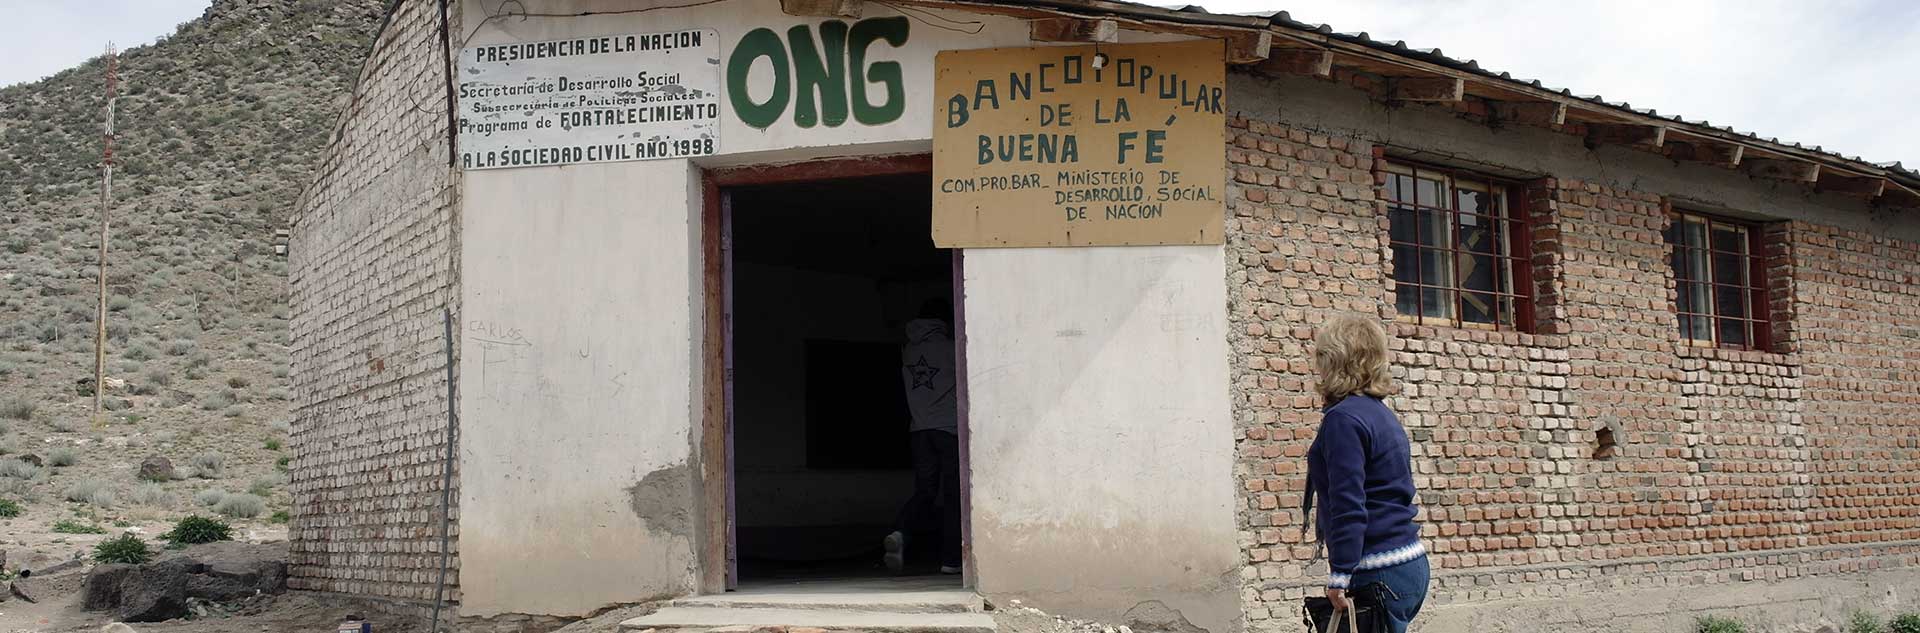 PRESIDENCIA DE LA NACION
Secretaría de Desarrollo Social
Subsecretaría de Políticas Sociales
Programa de FORTALECIMIENTO
A LA SOCIEDAD CIVIL AÑO 1998
ONG
BANCO POPULAR
DE LA
BUENA FÉ
COM.PRO.BAR_ MINISTERIO DE
DESARROLLO, SOCIAL
DE NACION
CARLOS